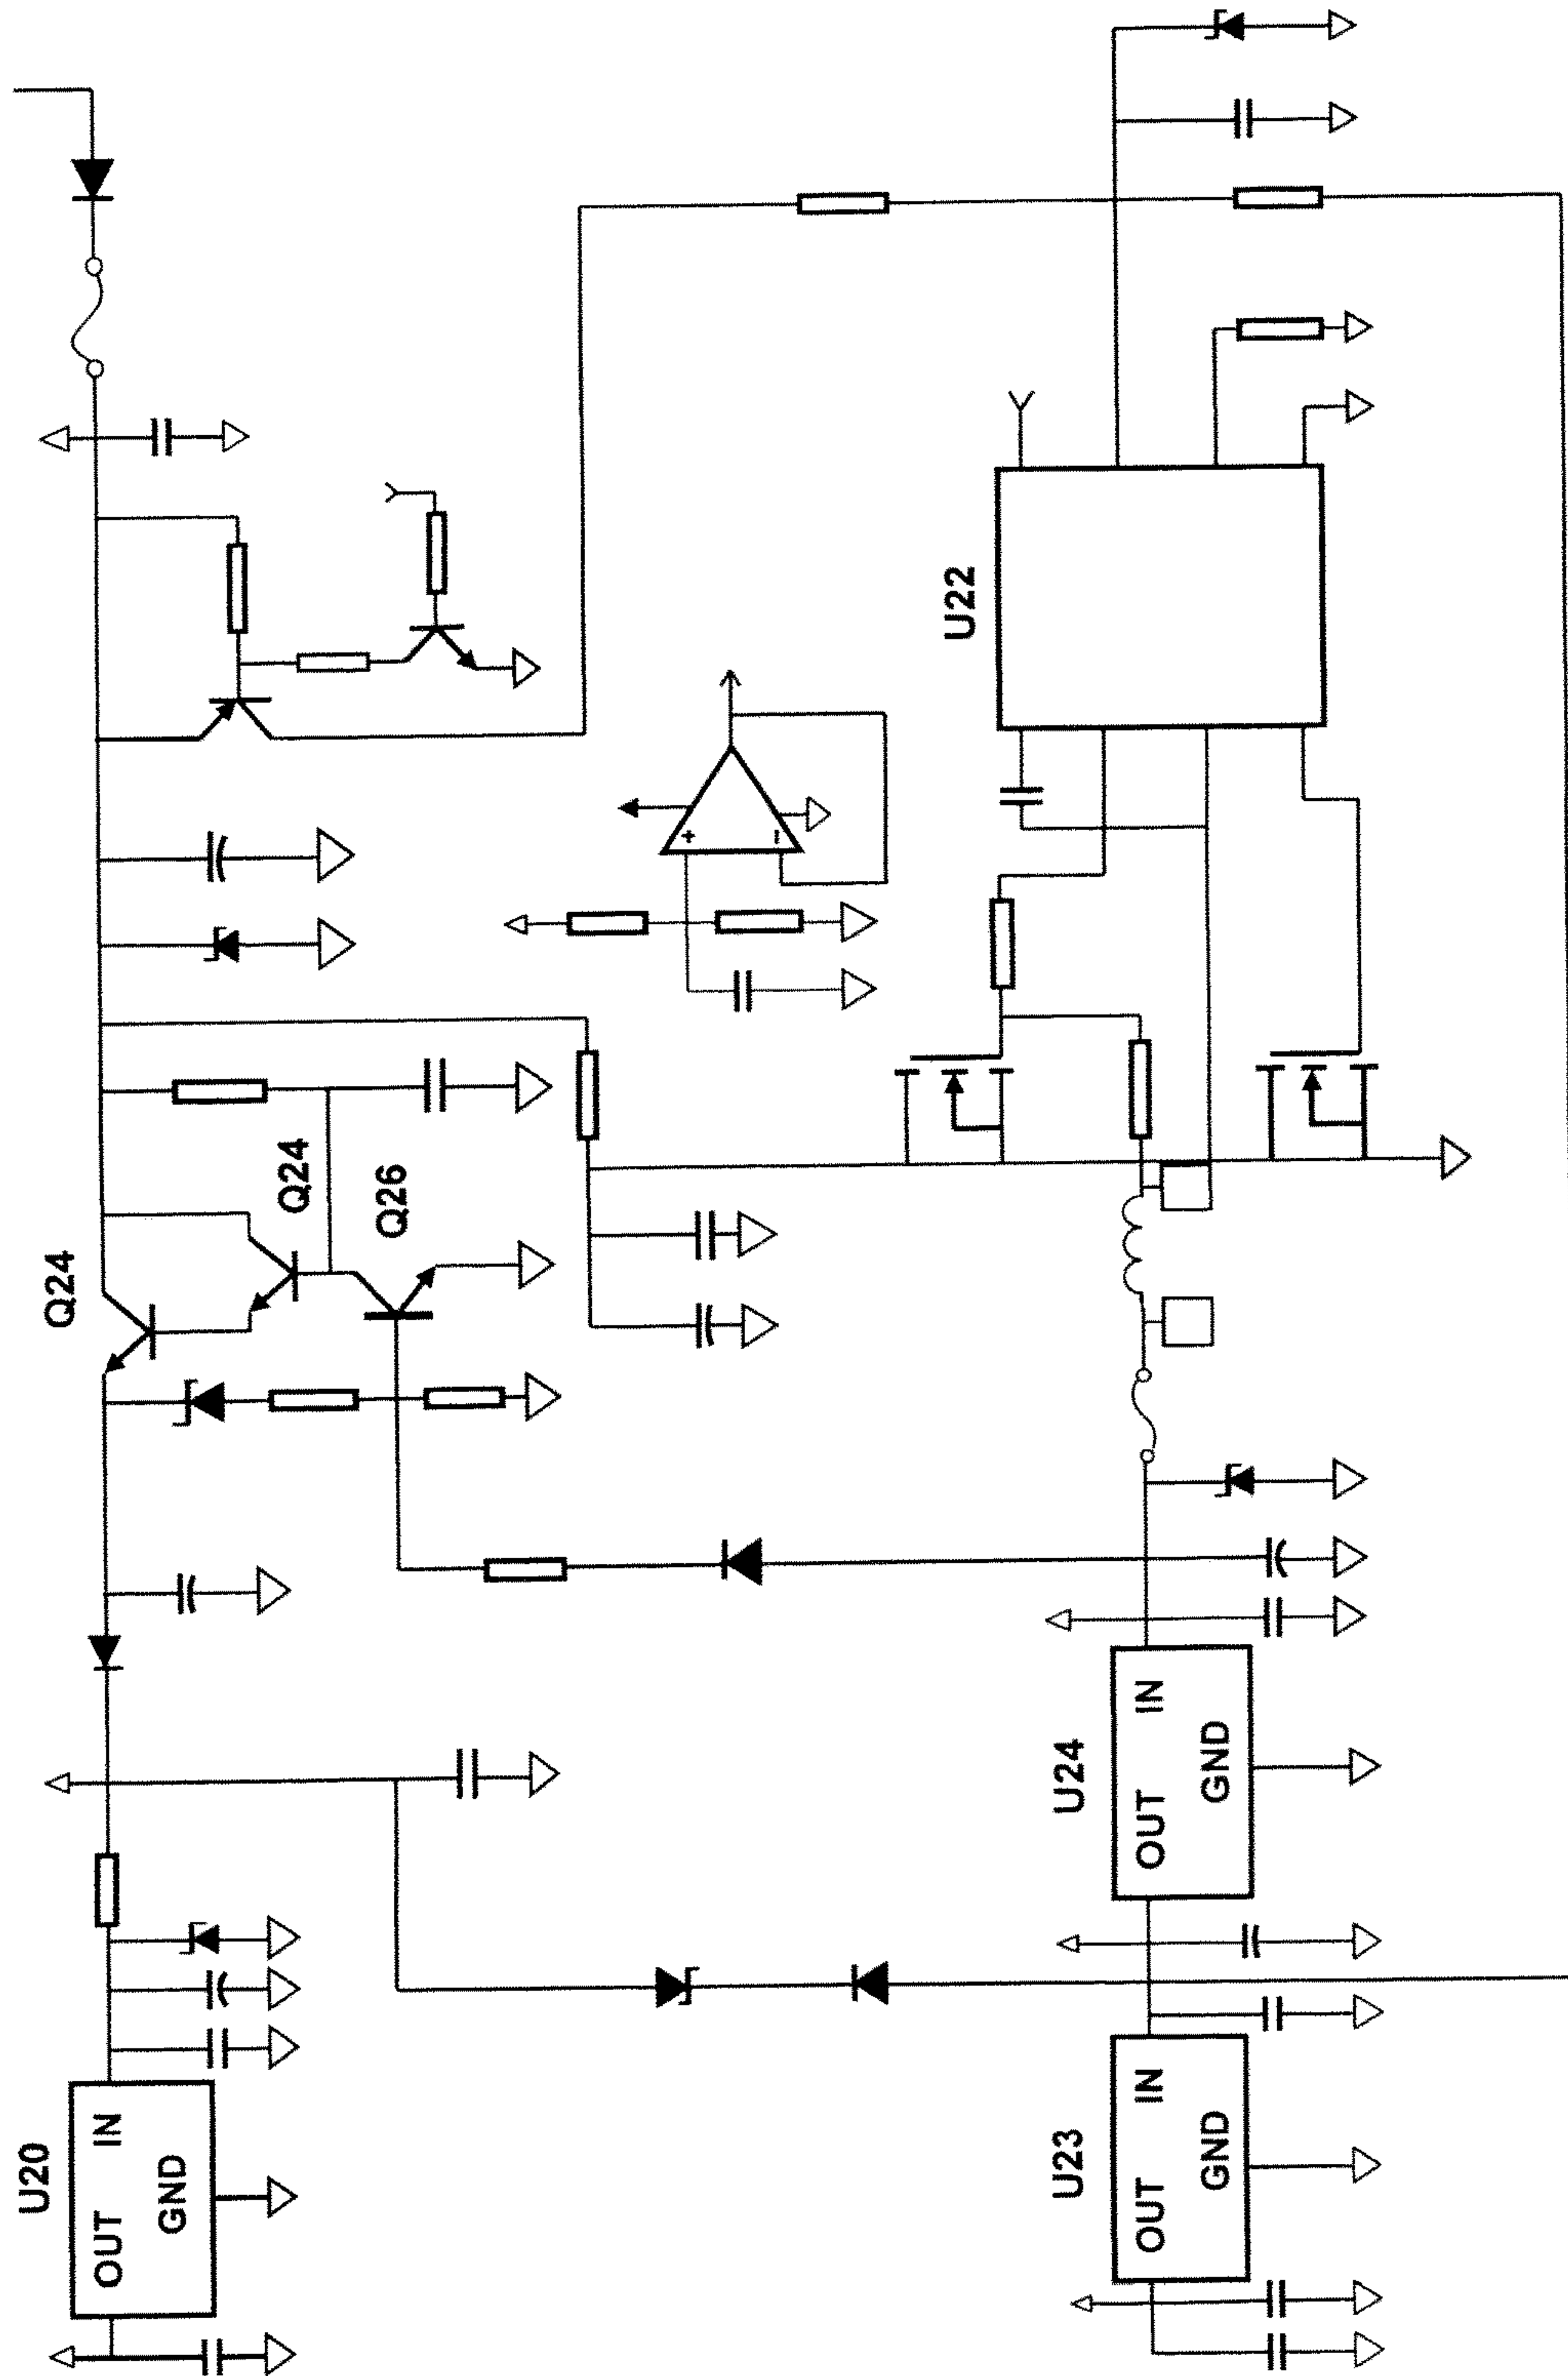 Q24
Q24
Q26
U22
+
−
U20
OUT IN
GND
U24
OUT IN
GND
U23
OUT IN
GND